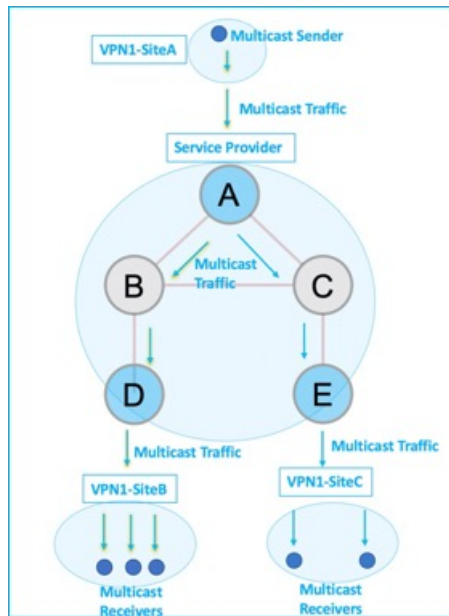 Multicast Sender
VPN1-SiteA
Multicast Traffic
Service Provider
A
Multicast
Traffic
B
C
D
E
Multicast Traffic
Multicast Traffic
VPN1-SiteB
VPN1-SiteC
Multicast
Receivers
Multicast
Receivers